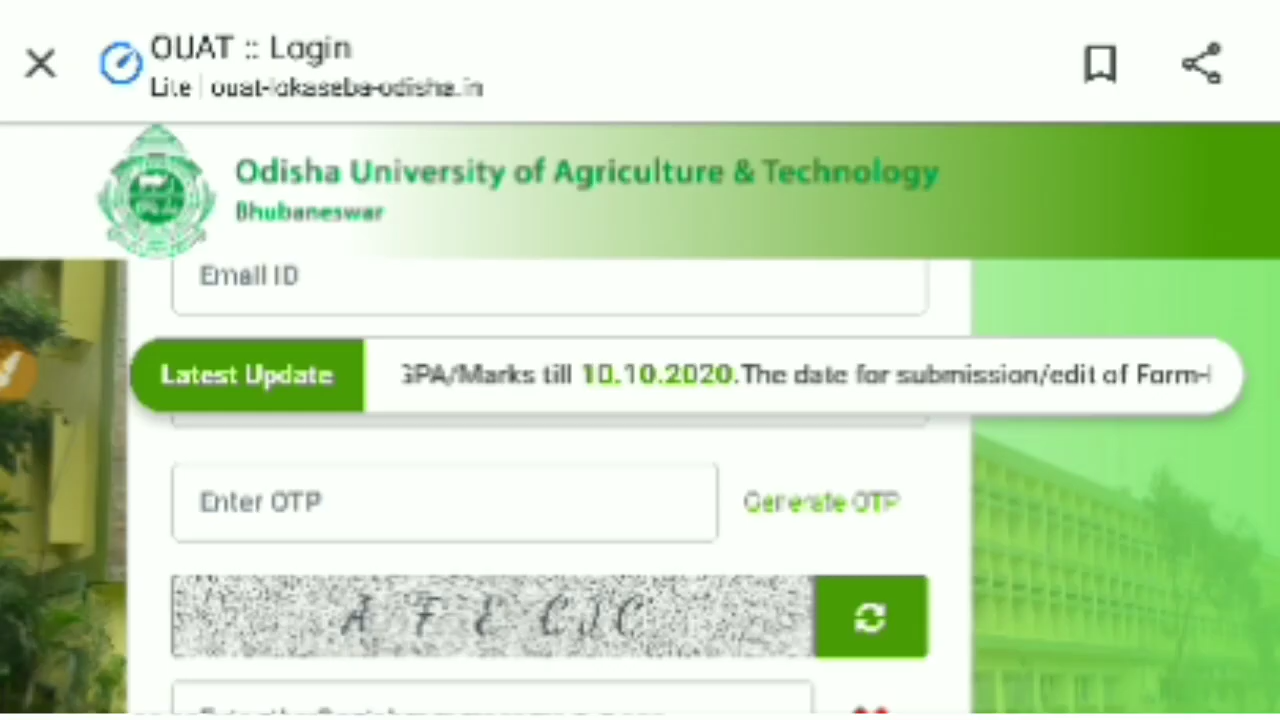 OUAT :: Login
Lite | ouat-lokaseba-odisha.in
Odisha University of Agriculture & Technology
Bhubaneswar
Email ID
Latest Update
GPA/Marks till 10.10.2020.The date for submission/edit of Form-I
Enter OTP
Generate OTP